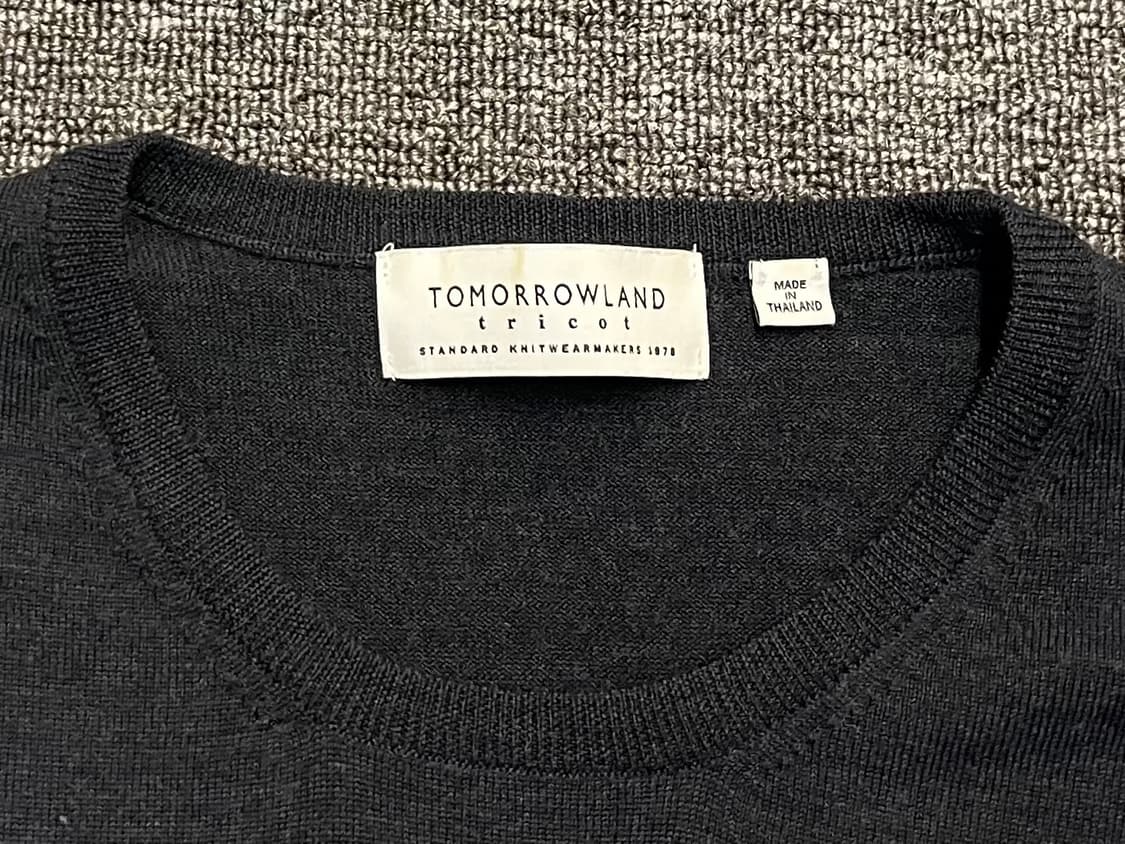 TOMORROWLAND
tricot
STANDARD KNITWEARMAKERS 1978
MADE
IN
THAILAND